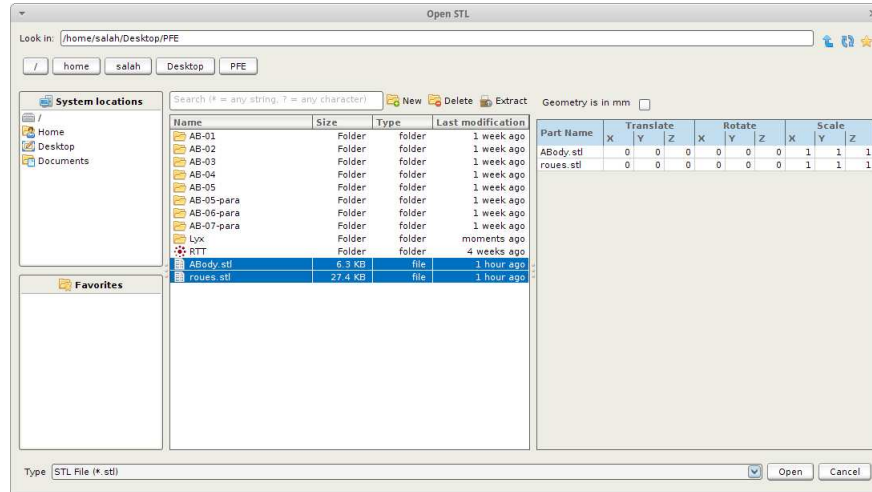 Open STL
Look in: /home/salah/Desktop/PFE
/ home salah Desktop PFE
System locations
/
Home
Desktop
Documents
Favorites
Search (* = any string, ? = any character) New Delete Extract
Name Size Type Last modification
AB-01 Folder folder 1 week ago
AB-02 Folder folder 1 week ago
AB-03 Folder folder 1 week ago
AB-04 Folder folder 1 week ago
AB-05 Folder folder 1 week ago
AB-05-para Folder folder 1 week ago
AB-06-para Folder folder 1 week ago
AB-07-para Folder folder 1 week ago
Lyx Folder folder moments ago
RTT Folder folder 4 weeks ago
ABody.stl 6.3 KB file 1 hour ago
roues.stl 27.4 KB file 1 hour ago
Geometry is in mm
Part Name Translate Rotate Scale
X Y Z X Y Z X Y Z
ABody.stl 0 0 0 0 0 0 1 1 1
roues.stl 0 0 0 0 0 0 1 1 1
Type STL File (*.stl) Open Cancel